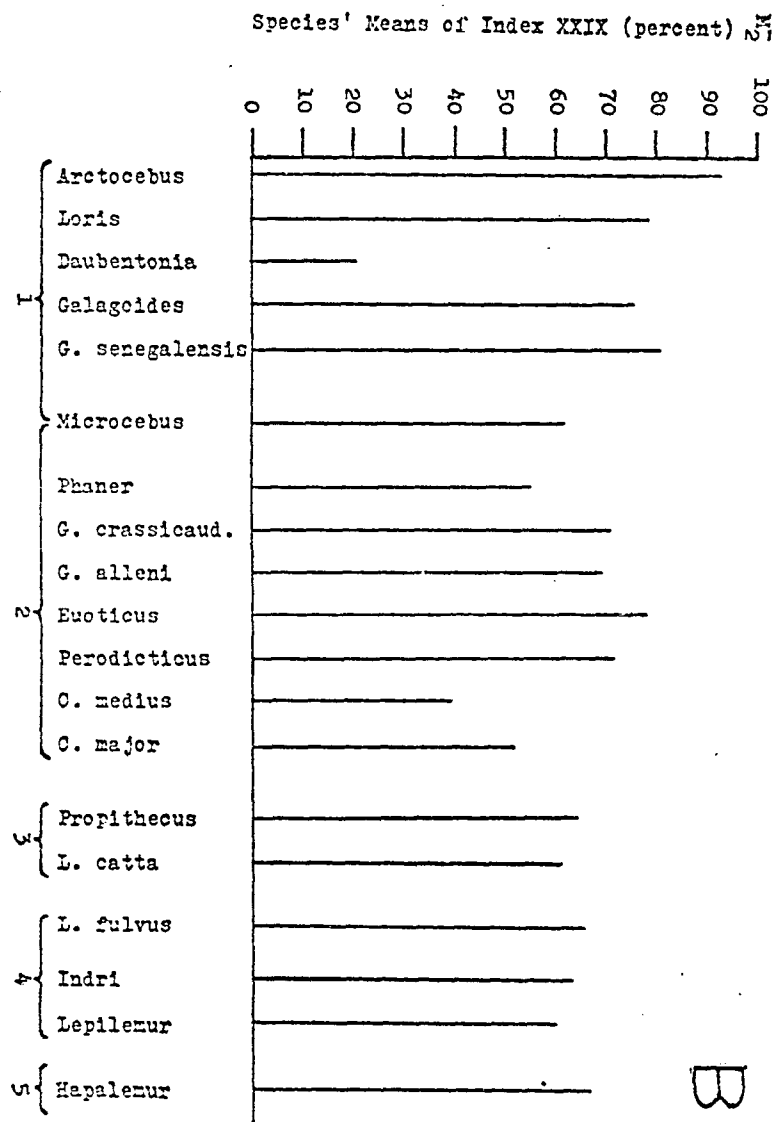 Species' Means of Index XXIX (percent) M2
0 10 20 30 40 50 60 70 80 90 100
1
Arctocebus
Loris
Daubentonia
Galagoides
G. senegalensis
Microcebus
2
Phaner
G. crassicaud.
G. alleni
Euoticus
Perodicticus
C. medius
C. major
3
Propithecus
L. catta
4
L. fulvus
Indri
Lepilemur
5
Hapalemur